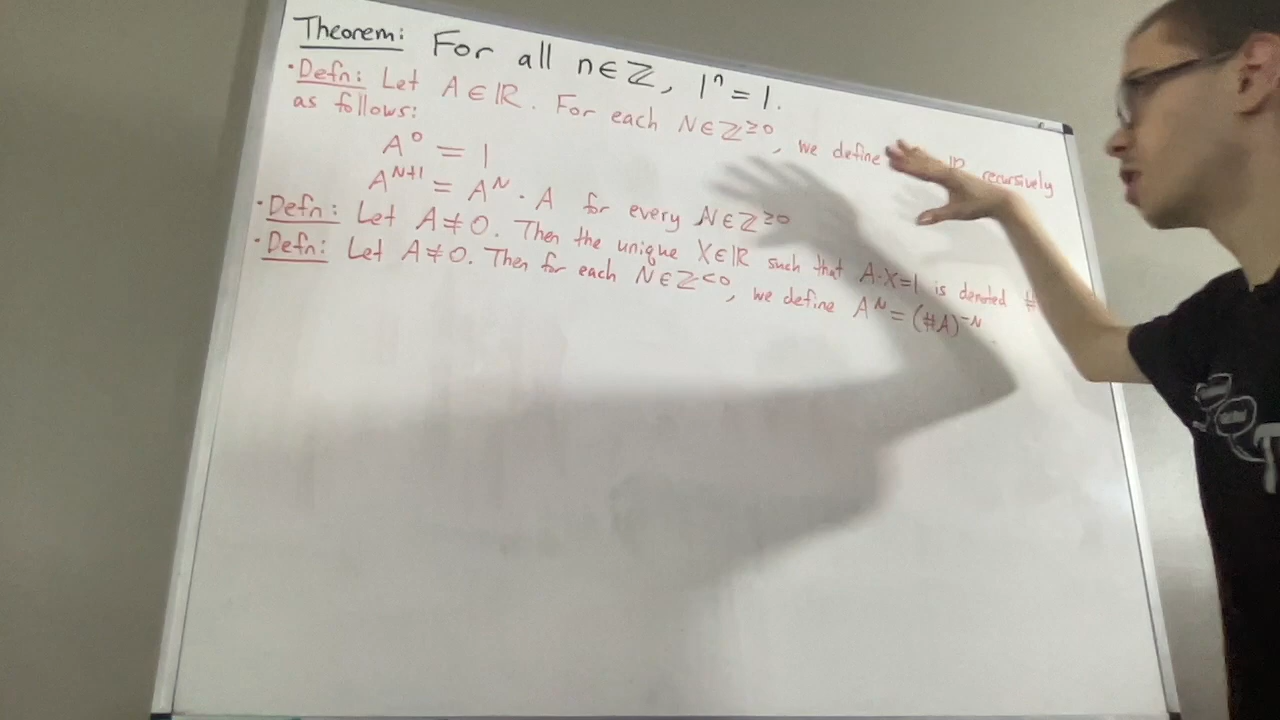 Theorem: For all n∈ℤ, 1ⁿ = 1.
• Defn: Let A∈ℝ. For each N∈ℤ≥0, we define ℝ recursively
as follows:
A⁰ = 1
Aᴺ⁺¹ = Aᴺ · A for every N∈ℤ≥0
• Defn: Let A≠0. Then the unique X∈ℝ such that A·X=1 is denoted #
• Defn: Let A≠0. Then for each N∈ℤ<0, we define Aᴺ = (#A)⁻ᴺ